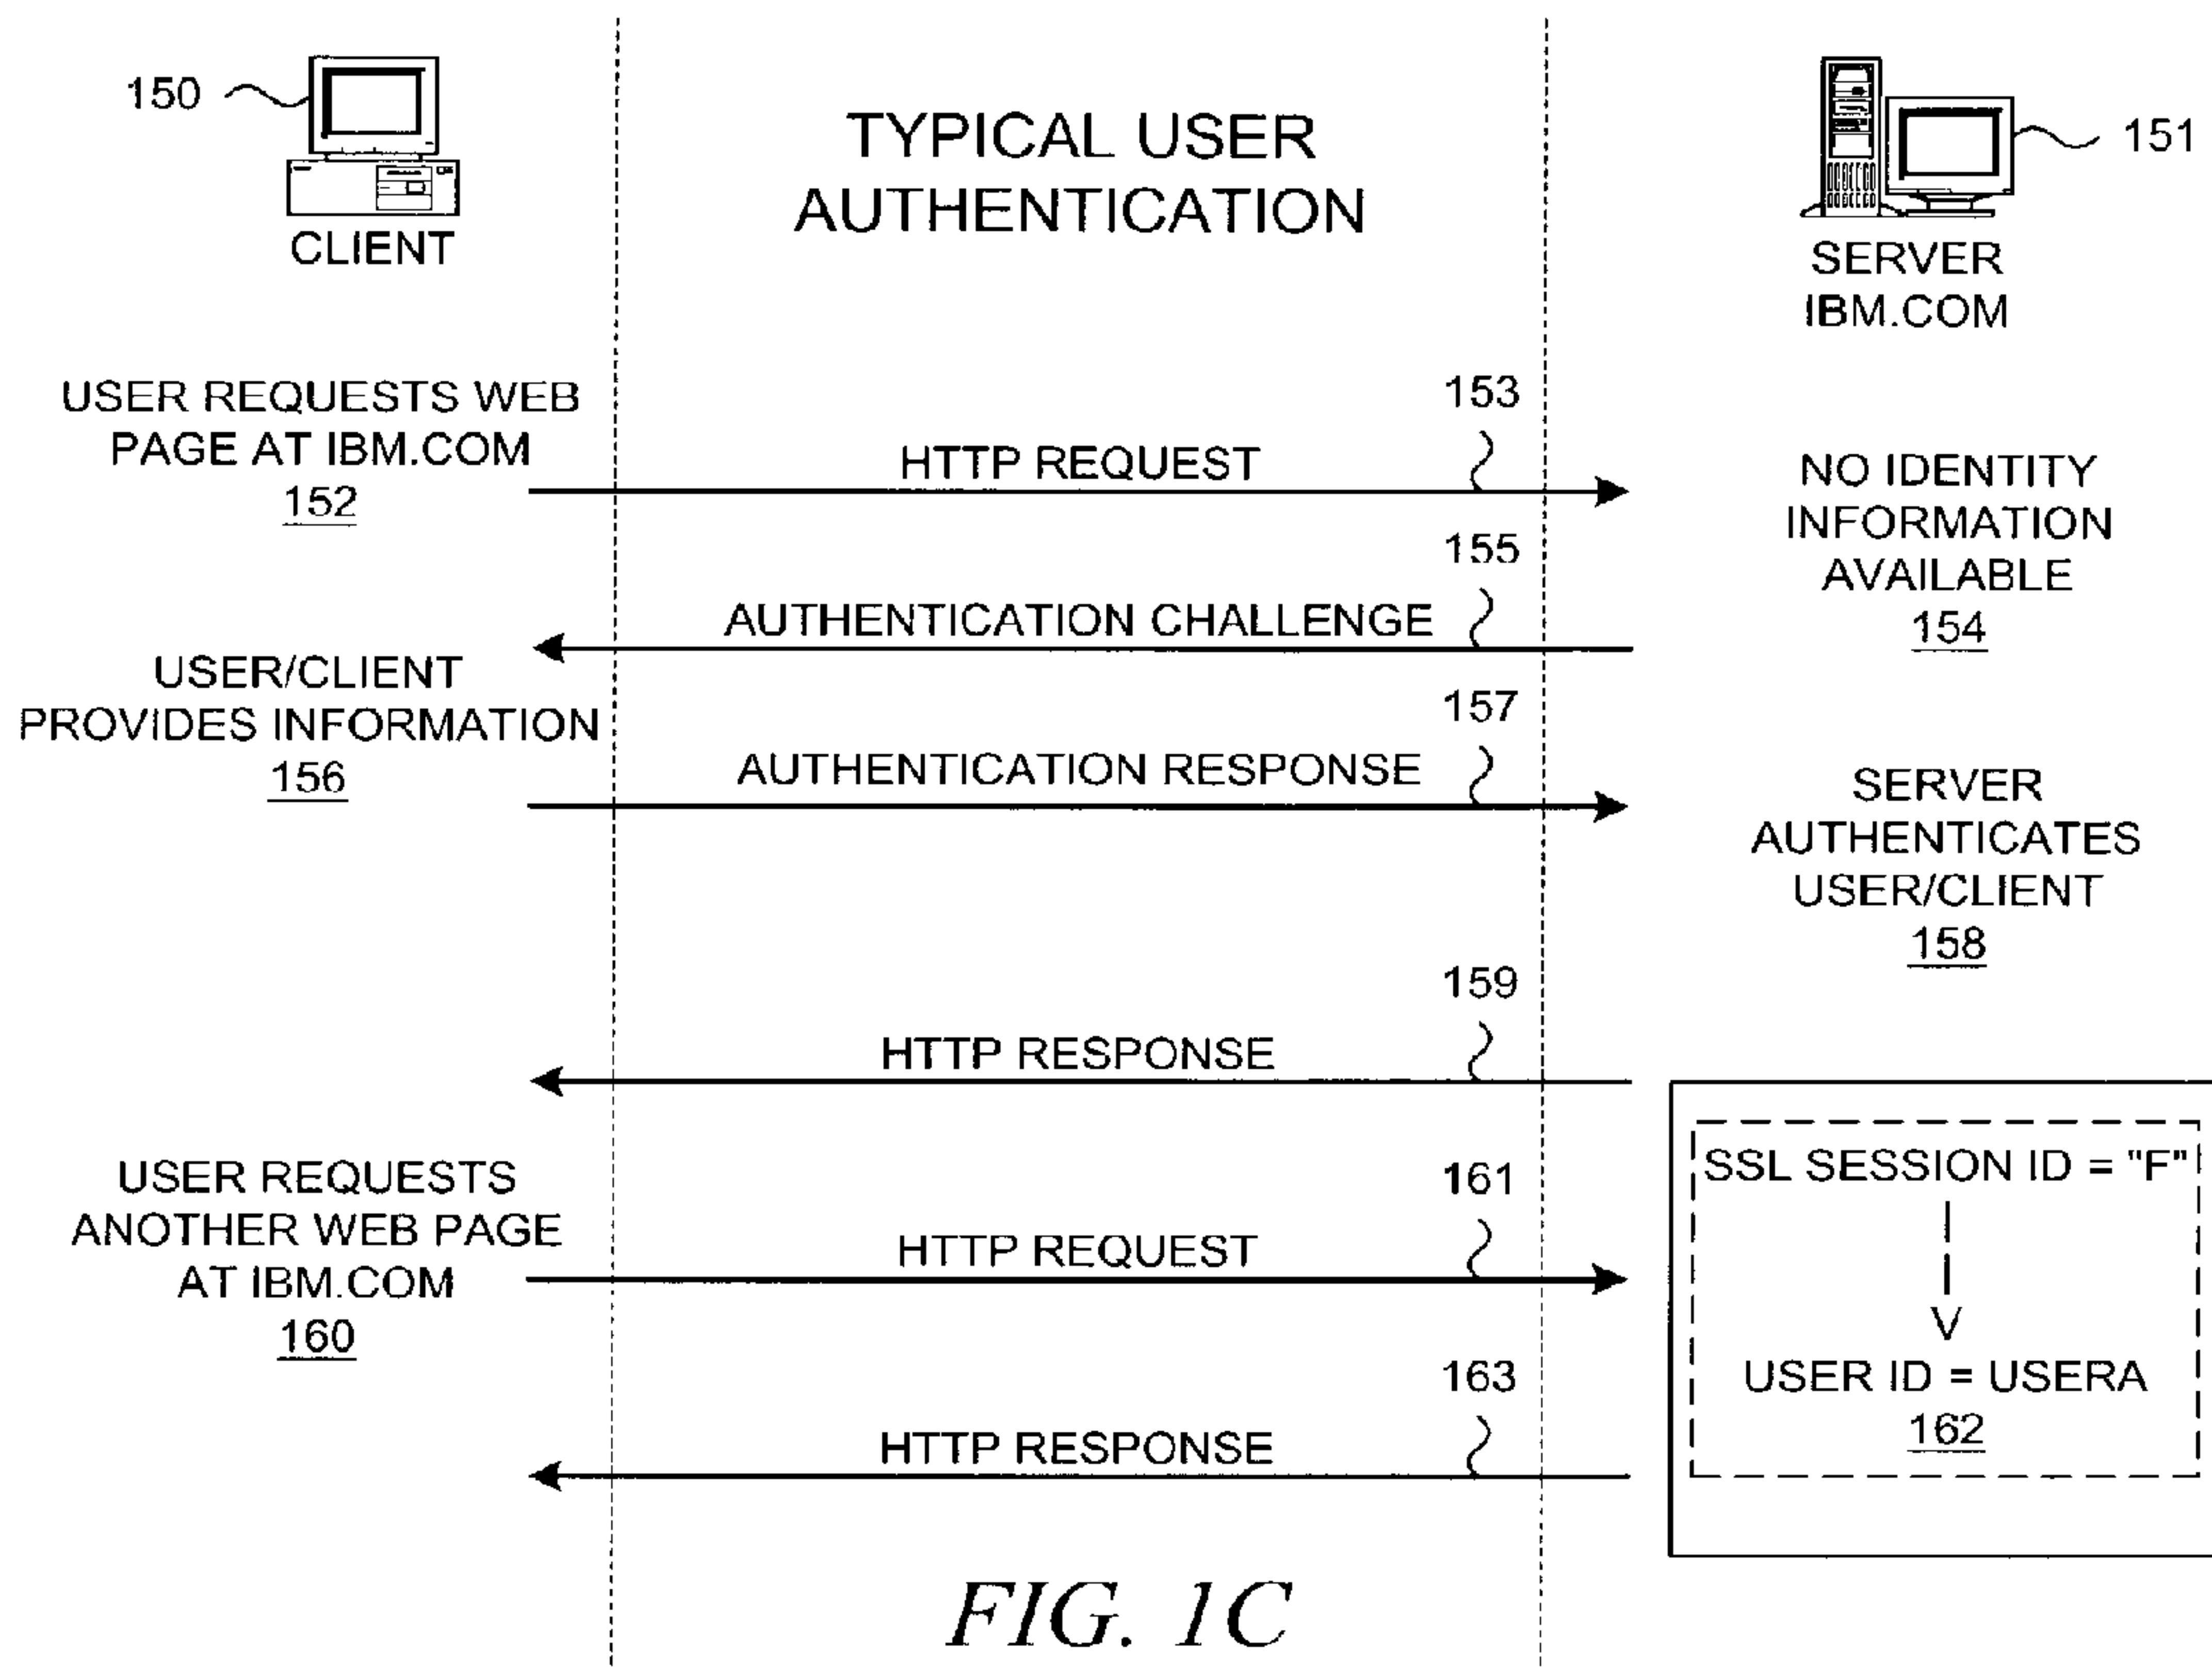 150
CLIENT
TYPICAL USER
AUTHENTICATION
151
SERVER
IBM.COM
USER REQUESTS WEB
PAGE AT IBM.COM
152
HTTP REQUEST
153
NO IDENTITY
INFORMATION
AVAILABLE
154
AUTHENTICATION CHALLENGE
155
USER/CLIENT
PROVIDES INFORMATION
156
AUTHENTICATION RESPONSE
157
SERVER
AUTHENTICATES
USER/CLIENT
158
HTTP RESPONSE
159
USER REQUESTS
ANOTHER WEB PAGE
AT IBM.COM
160
HTTP REQUEST
161
SSL SESSION ID = "F"
|
|
V
USER ID = USERA
162
HTTP RESPONSE
163
FIG. 1C